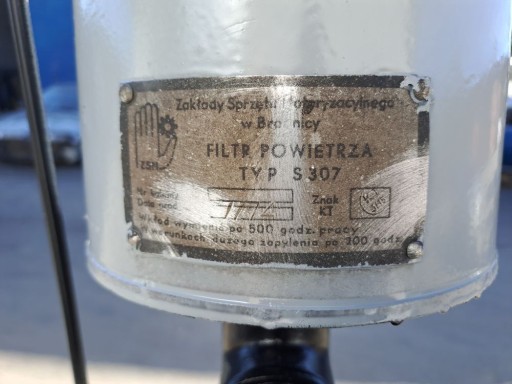 Zakłady Sprzętu Motoryzacyjnego
w Brodnicy
FILTR POWIETRZA
TYP S 307
ZSM
Znak
KT
Wkład wymienić po 500 godz. pracy
W warunkach dużego zapylenia po 200 godz.